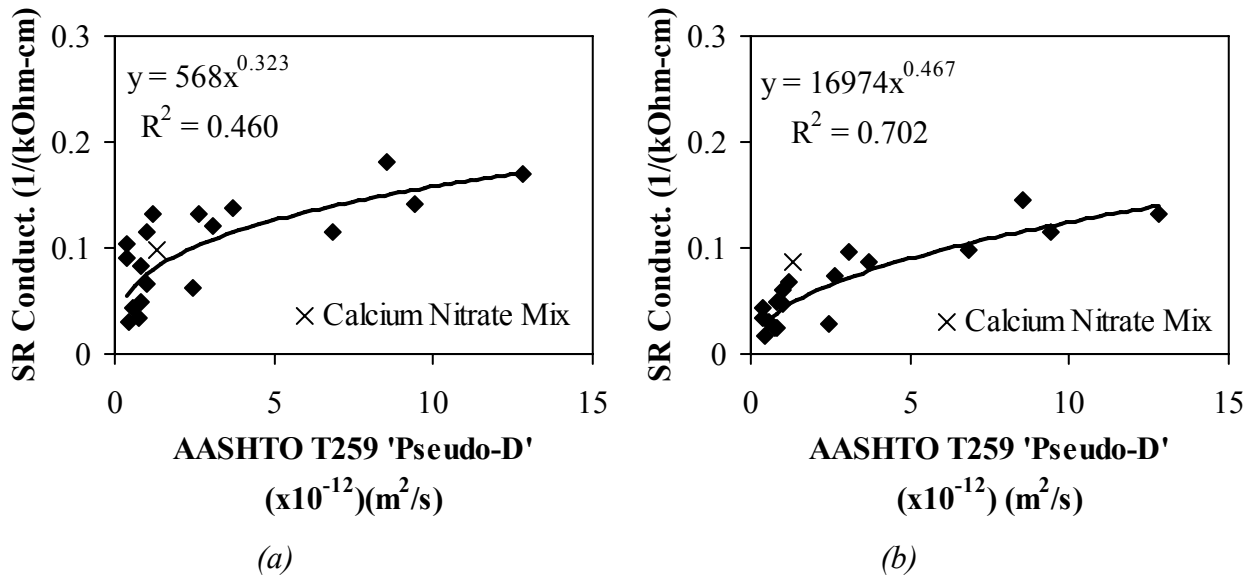 0.3
y = 568x^0.323
R^2 = 0.460
0.2
0.1
0
× Calcium Nitrate Mix
0 5 10 15
SR Conduct. (1/(kOhm-cm)
AASHTO T259 'Pseudo-D'
(x10^-12)(m^2/s)
(a)
0.3
y = 16974x^0.467
R^2 = 0.702
0.2
0.1
0
× Calcium Nitrate Mix
0 5 10 15
SR Conduct. (1/(kOhm-cm)
AASHTO T259 'Pseudo-D'
(x10^-12) (m^2/s)
(b)